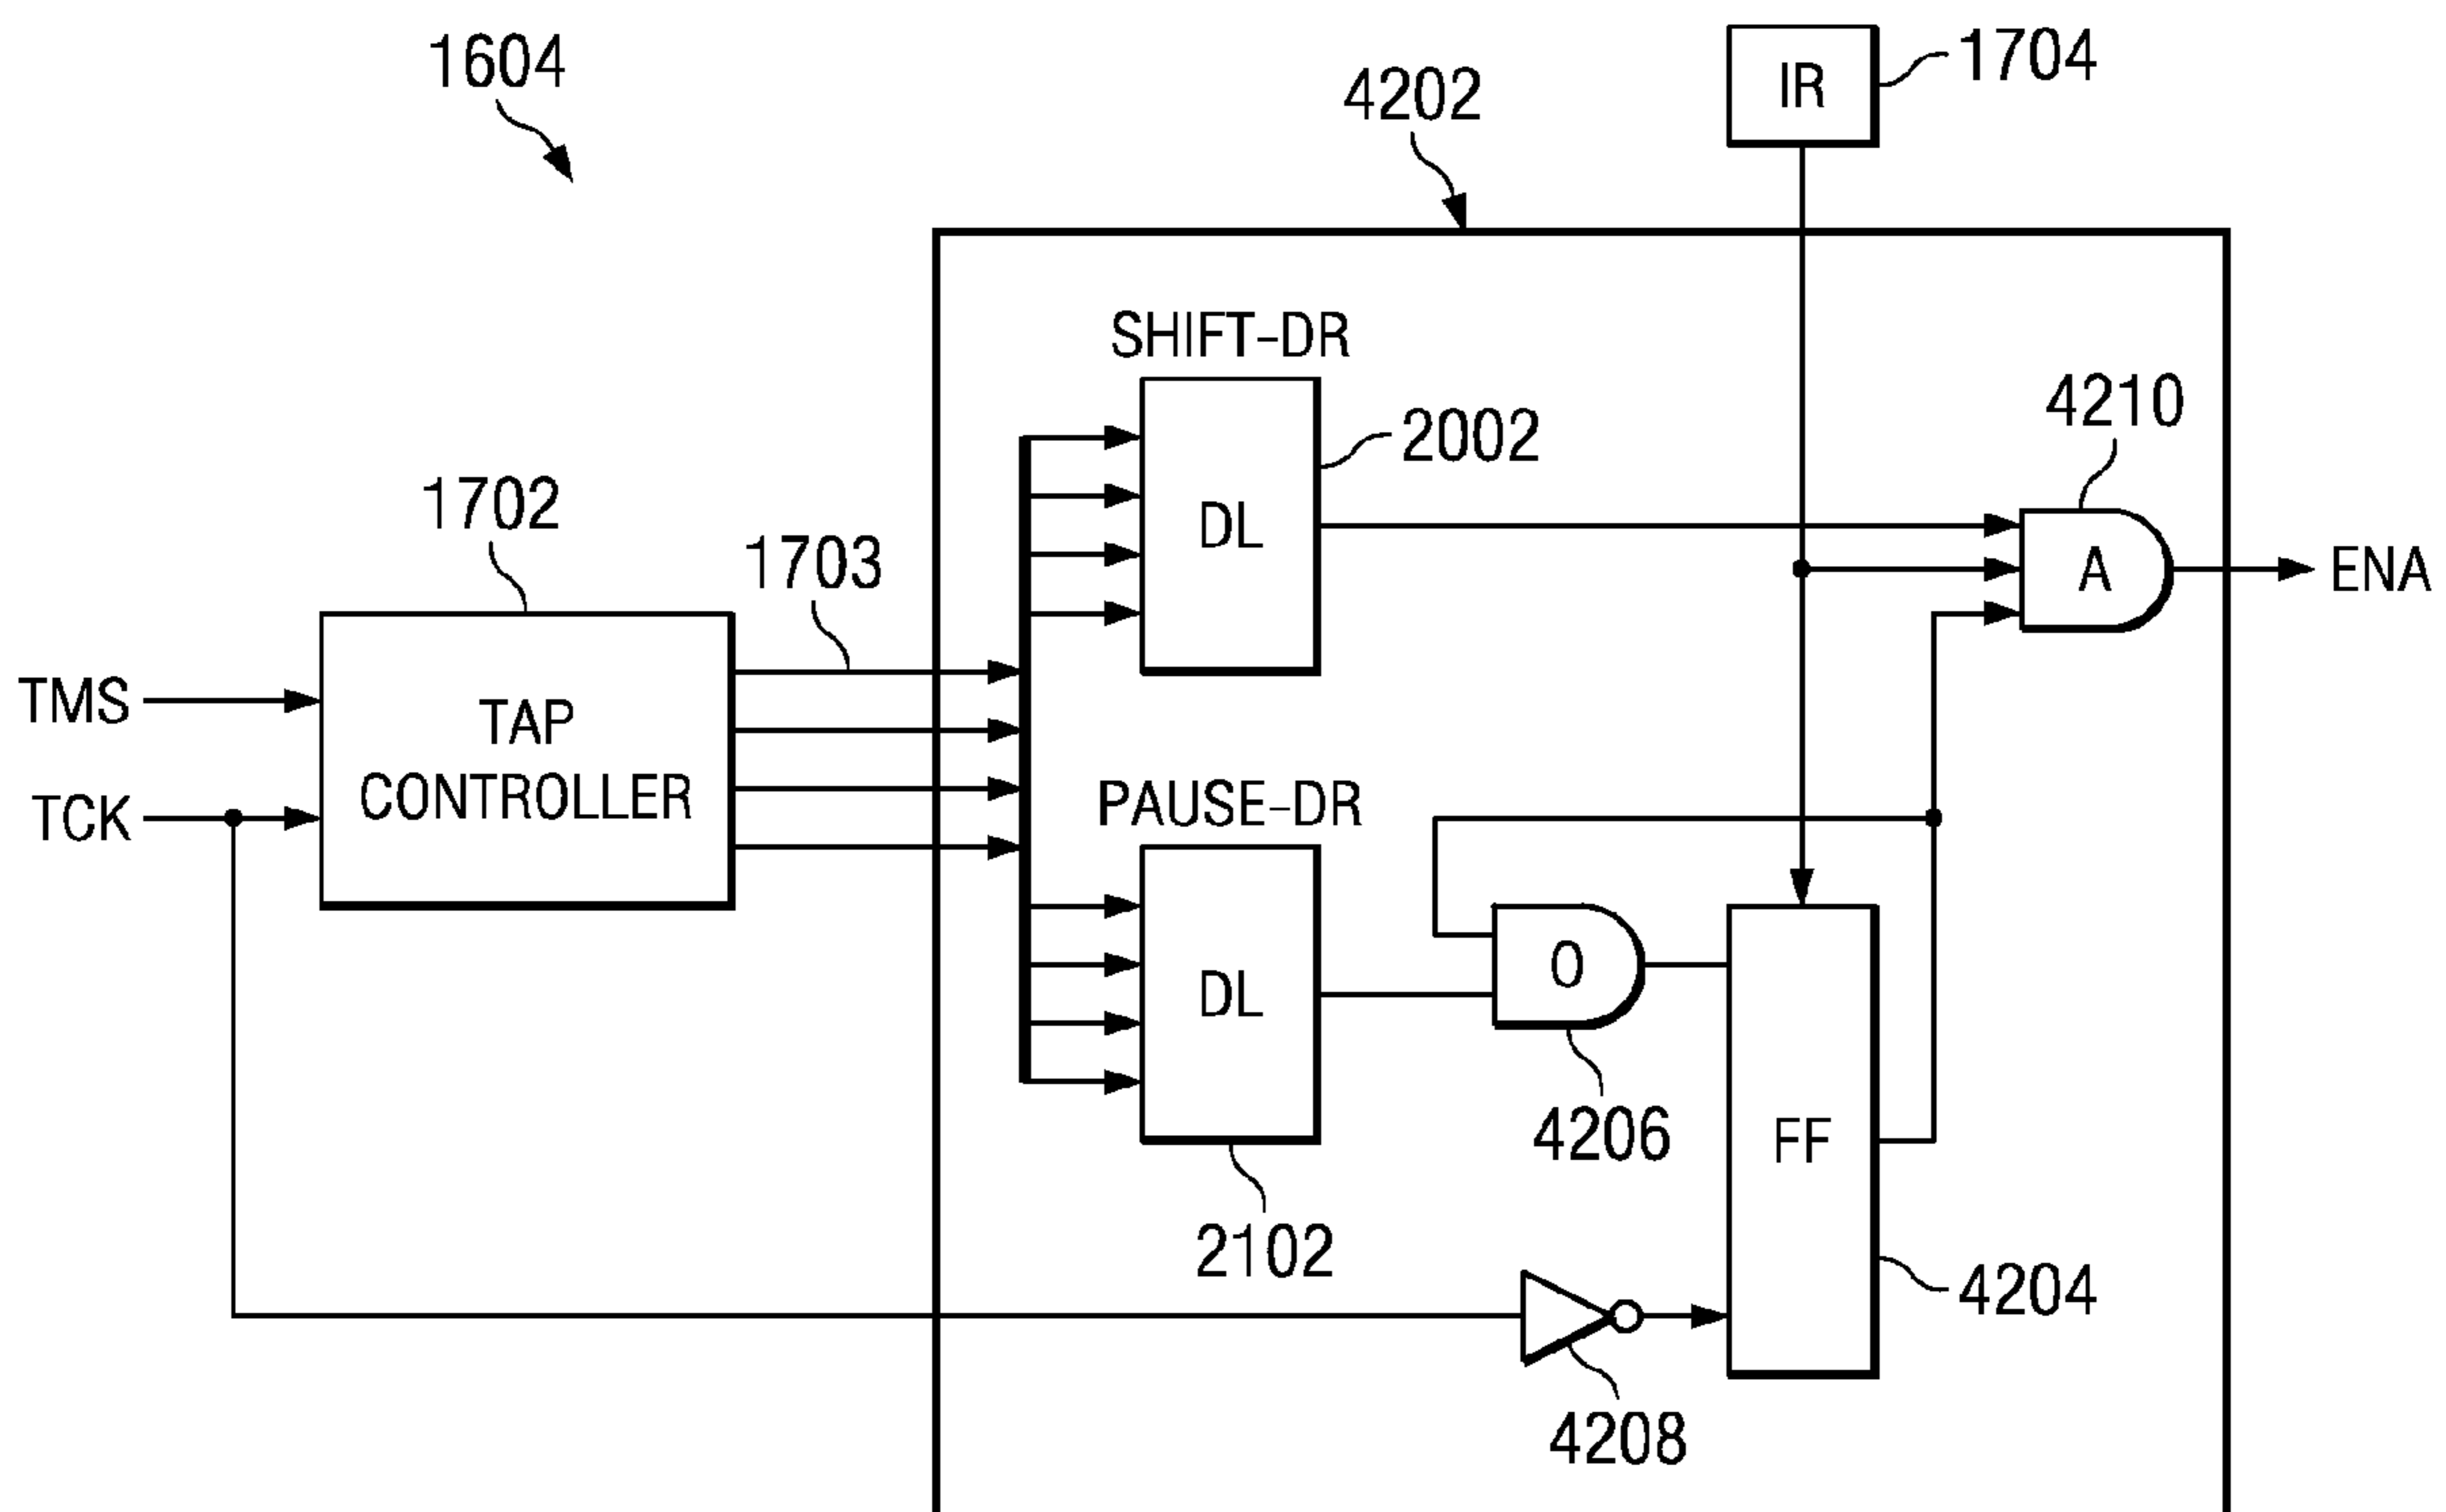 1604
4202
IR
1704
SHIFT-DR
4210
2002
DL
A
ENA
1702
1703
TMS
TAP
CONTROLLER
TCK
PAUSE-DR
O
DL
4206
FF
2102
4204
4208